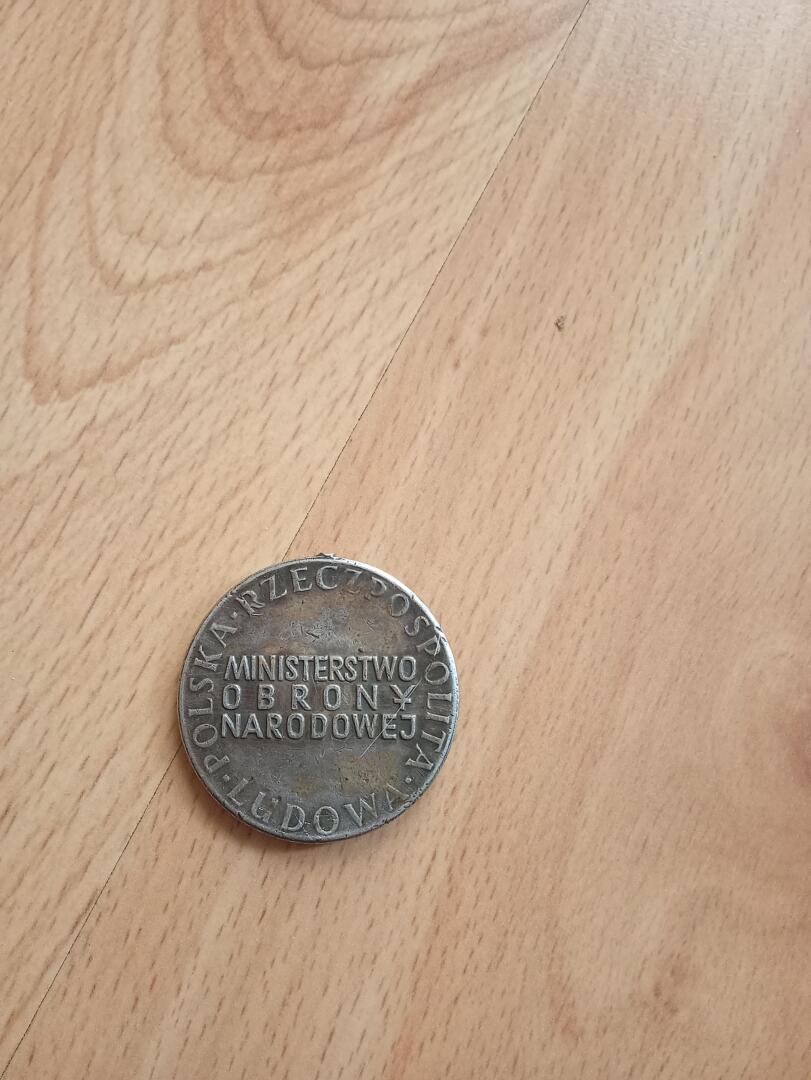 POLSKA · RZECZPOSPOLITA · LUDOWA ·
MINISTERSTWO
OBRONY
NARODOWEJ